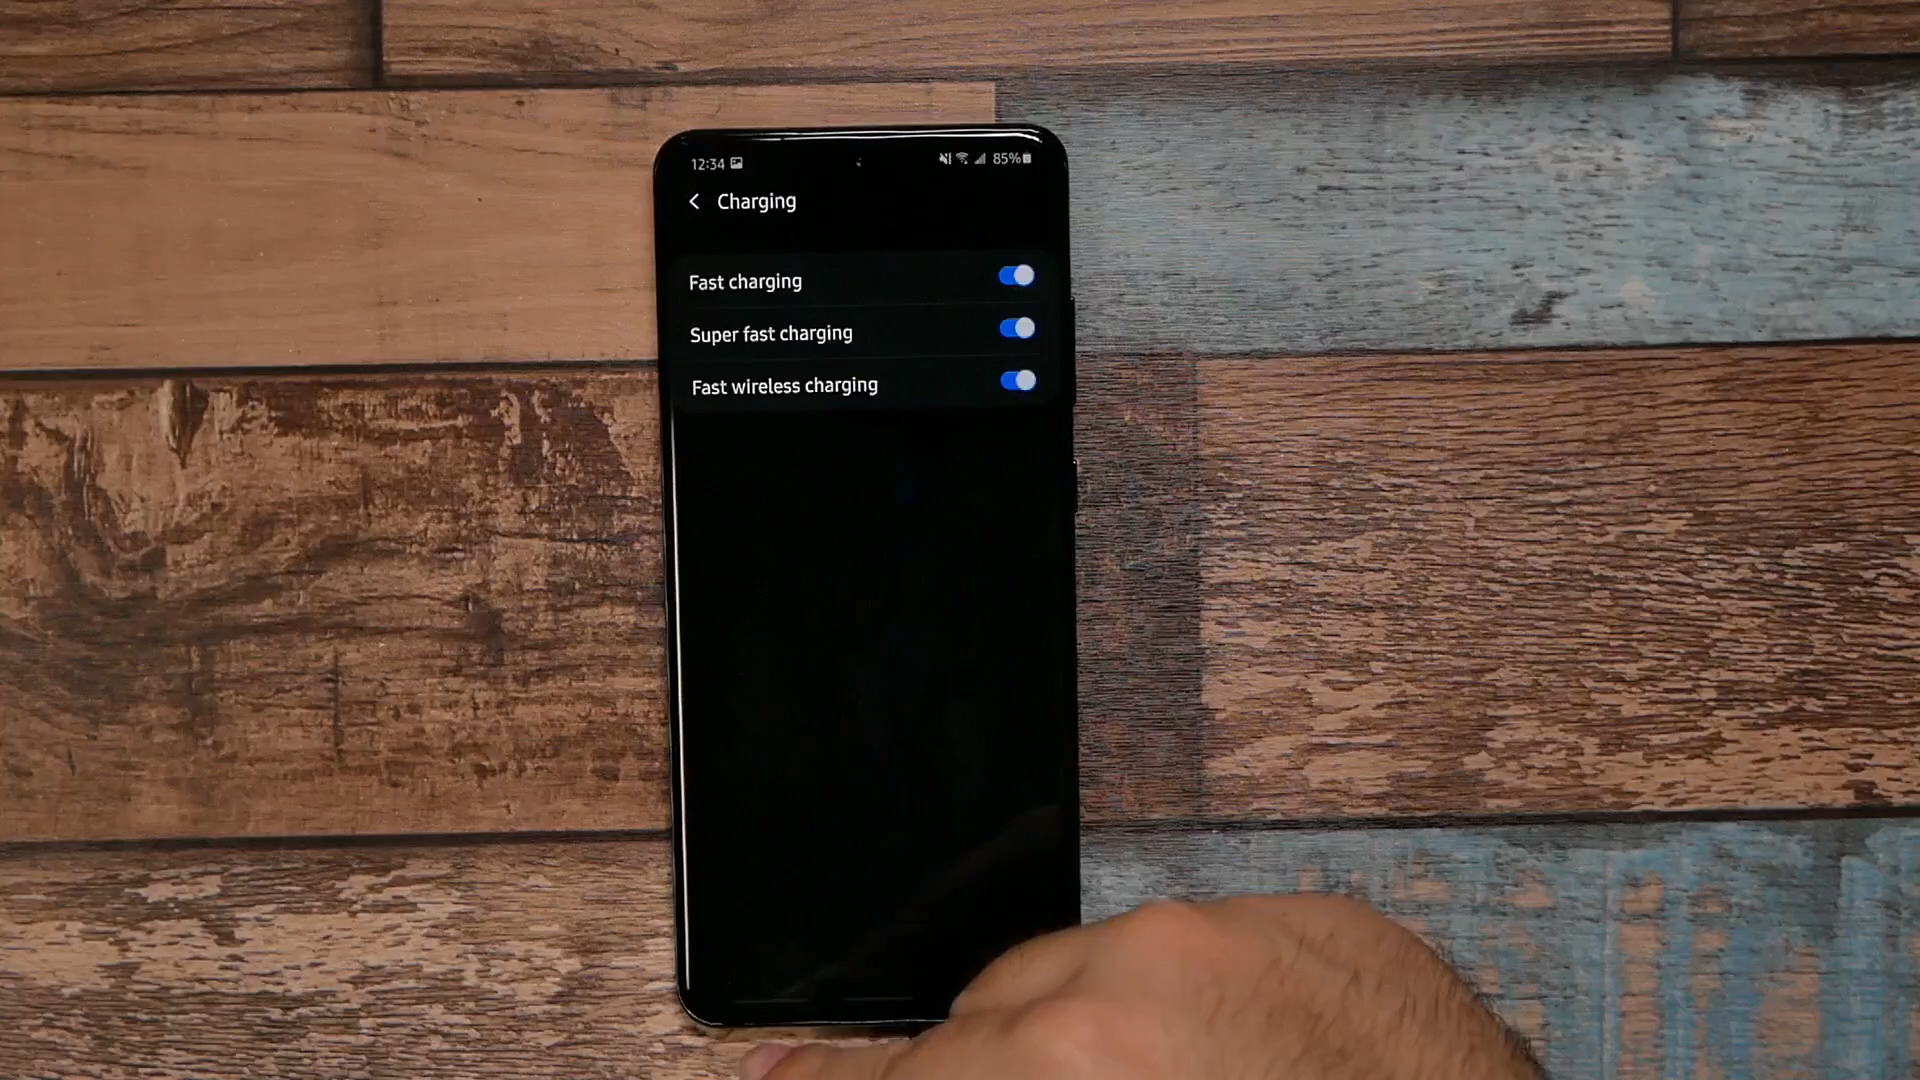 12:34 85%
Charging
Fast charging
Super fast charging
Fast wireless charging